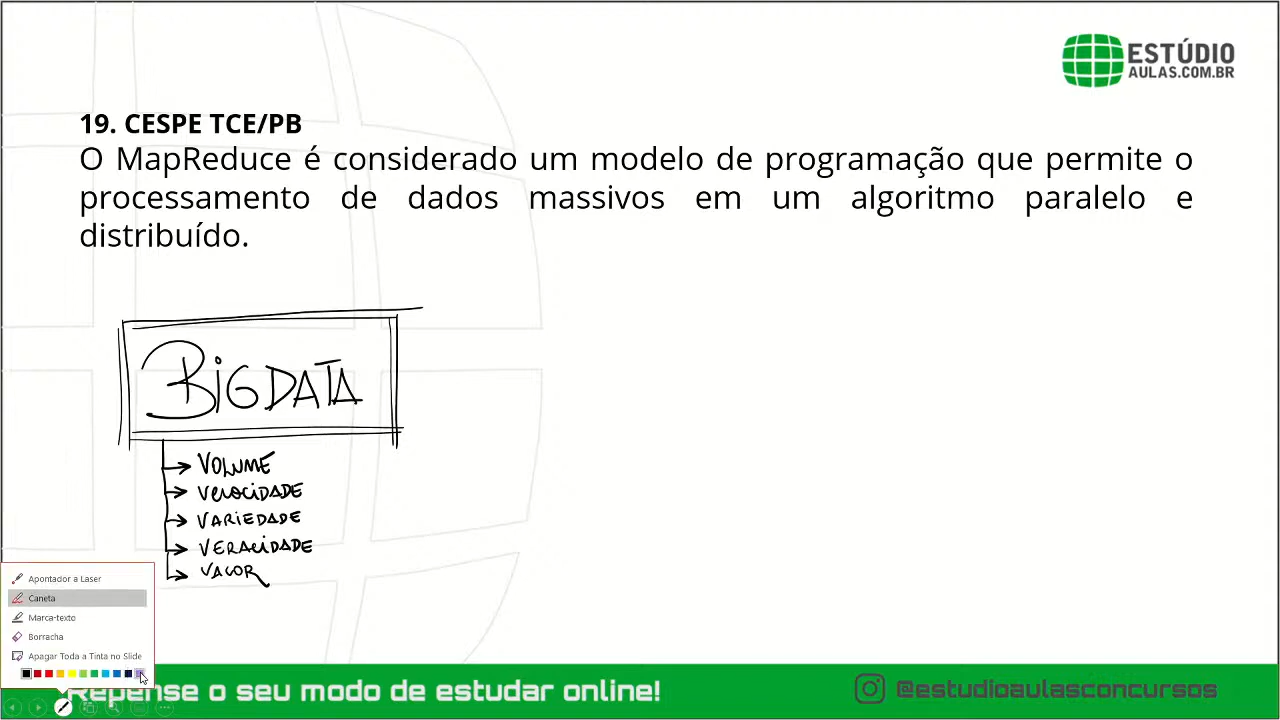 ESTÚDIO
AULAS.COM.BR
19. CESPE TCE/PB
O MapReduce é considerado um modelo de programação que permite o
processamento de dados massivos em um algoritmo paralelo e
distribuído.
BIGDATA
VOLUME
VELOCIDADE
VARIEDADE
VERACIDADE
VALOR
Apontador a Laser
Caneta
Marca-texto
Borracha
Apagar Toda a Tinta no Slide
Repense o seu modo de estudar online!
@estudioaulasconcursos